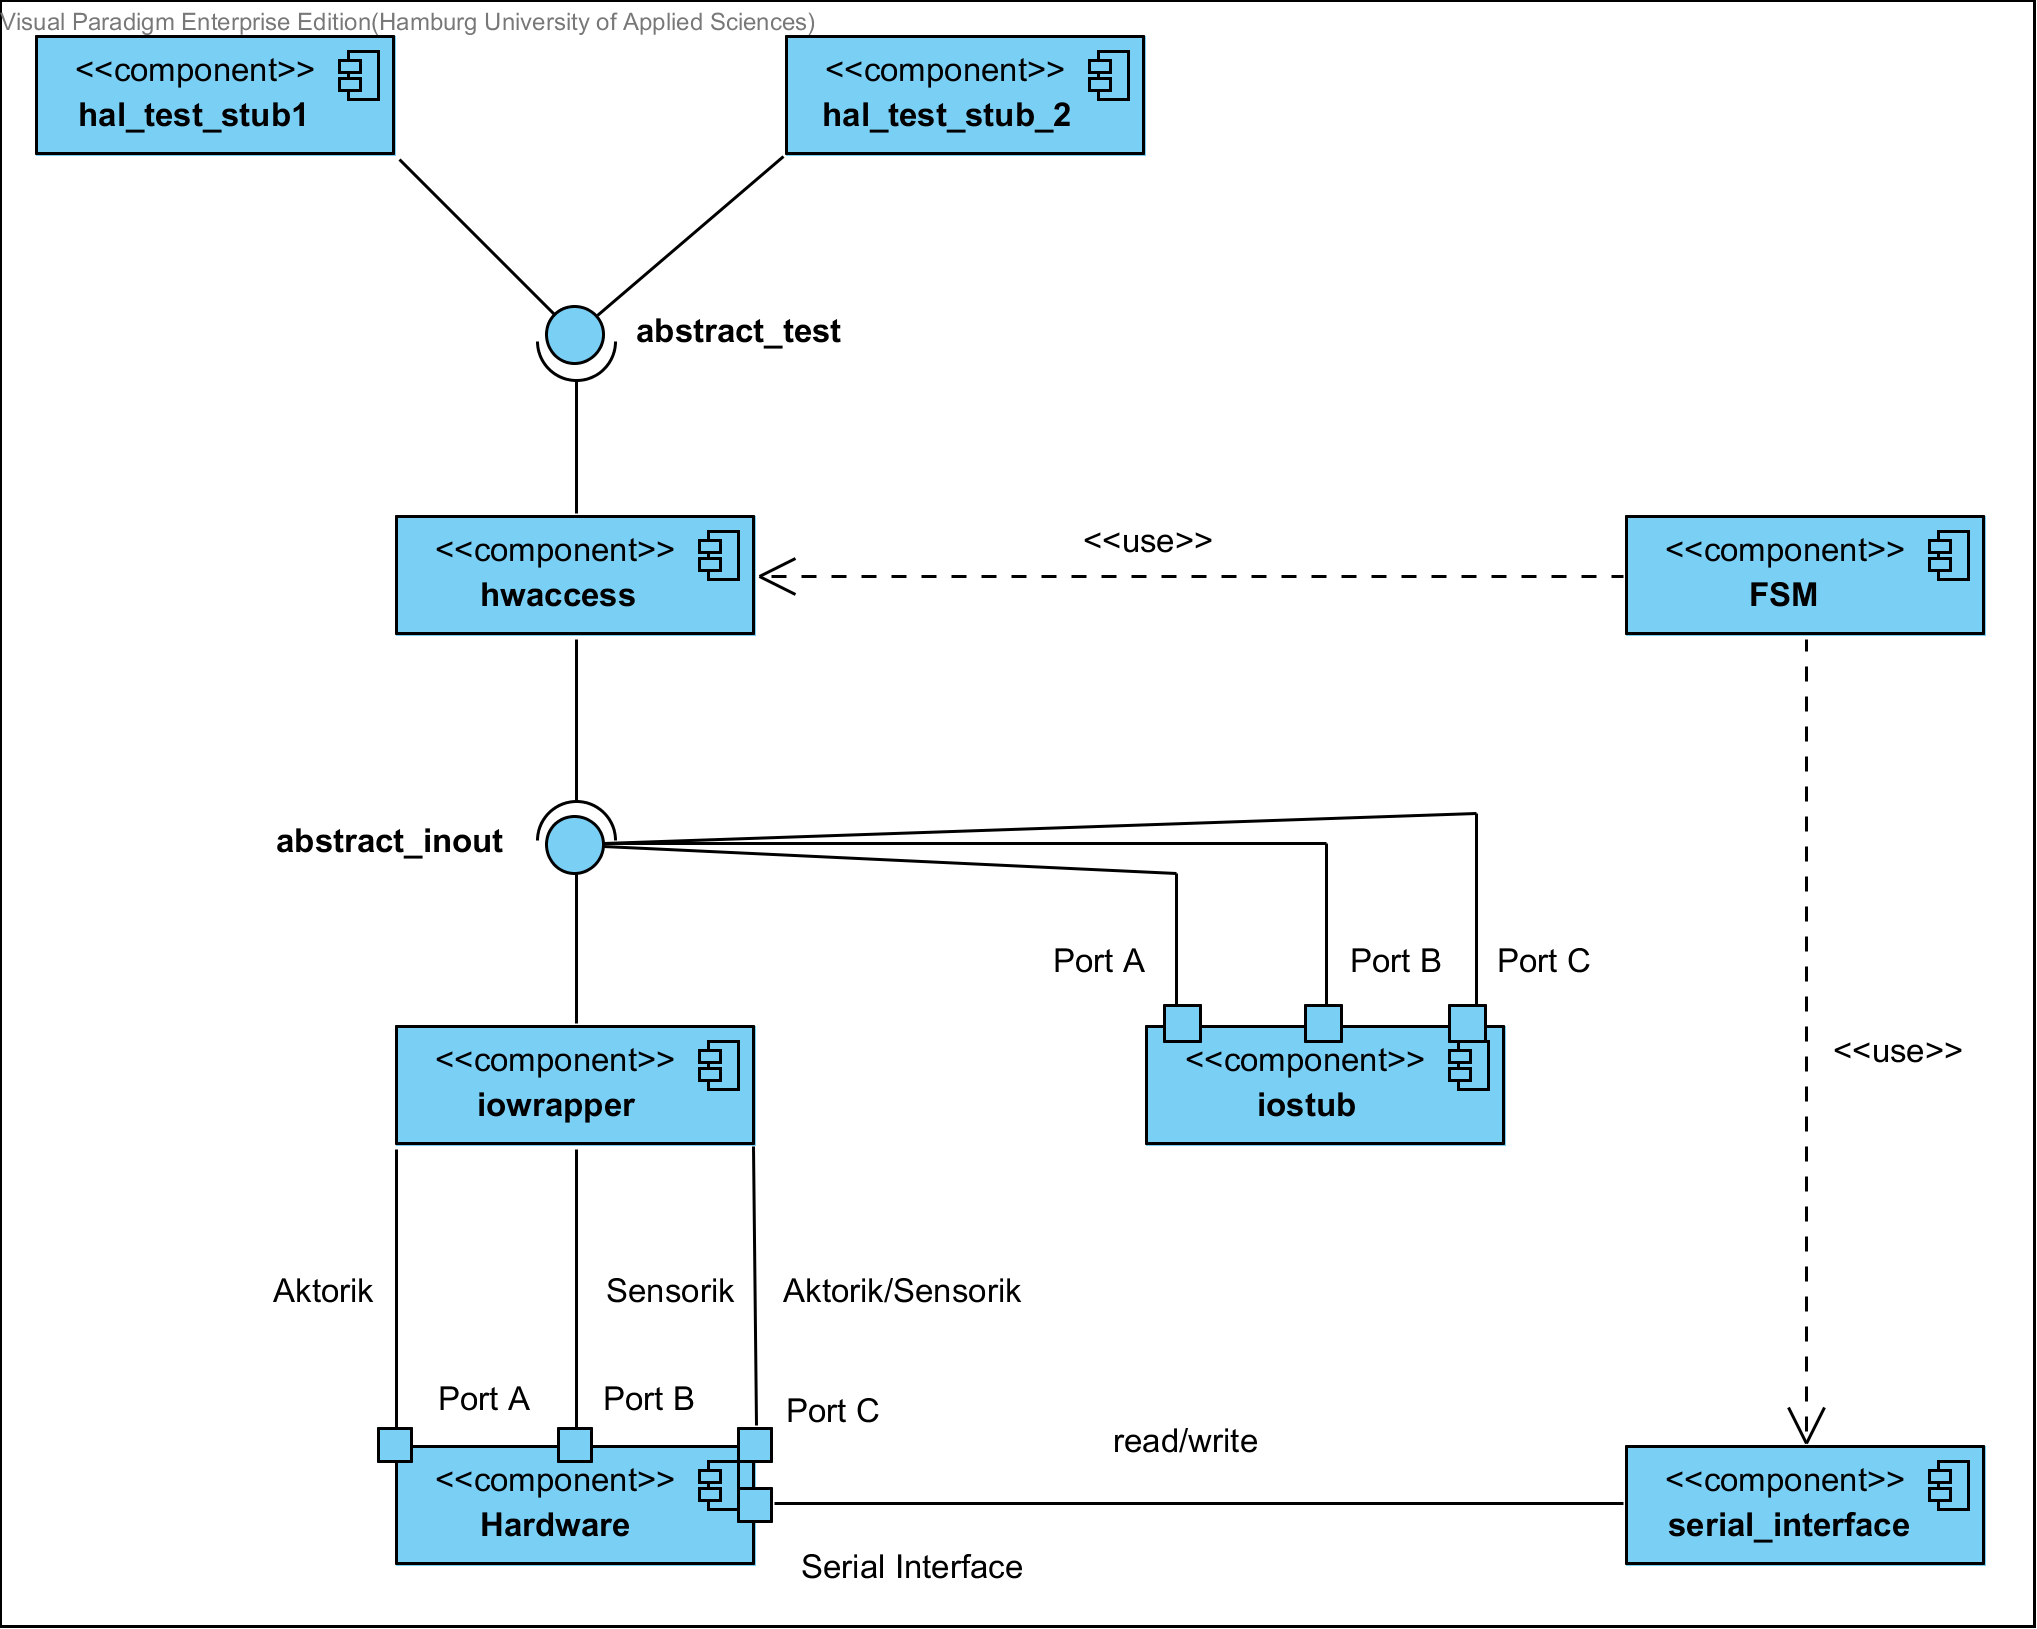 Visual Paradigm Enterprise Edition(Hamburg University of Applied Sciences)
<<component>>
hal_test_stub1
<<component>>
hal_test_stub_2
abstract_test
<<component>>
hwaccess
<<use>>
<<component>>
FSM
abstract_inout
Port A
Port B
Port C
<<component>>
iowrapper
<<component>>
iostub
<<use>>
Aktorik
Sensorik
Aktorik/Sensorik
Port A
Port B
Port C
read/write
<<component>>
Hardware
<<component>>
serial_interface
Serial Interface